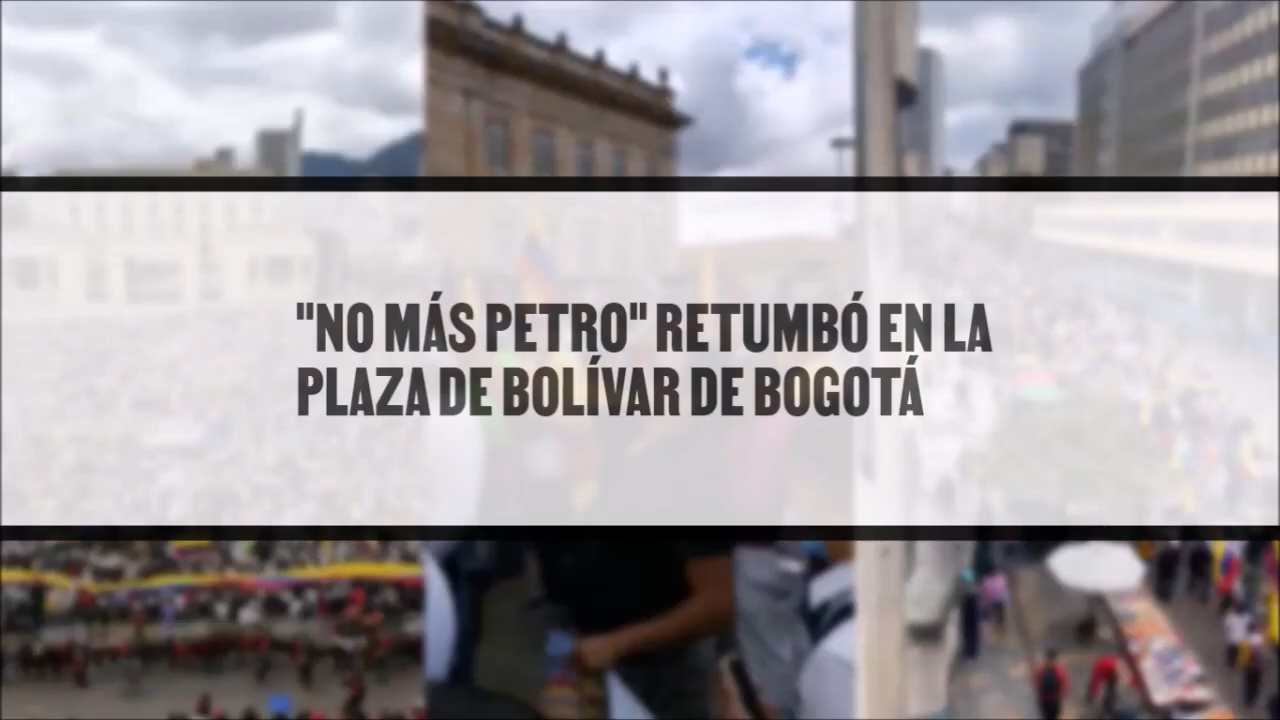 "NO MÁS PETRO" RETUMBÓ EN LA
PLAZA DE BOLÍVAR DE BOGOTÁ